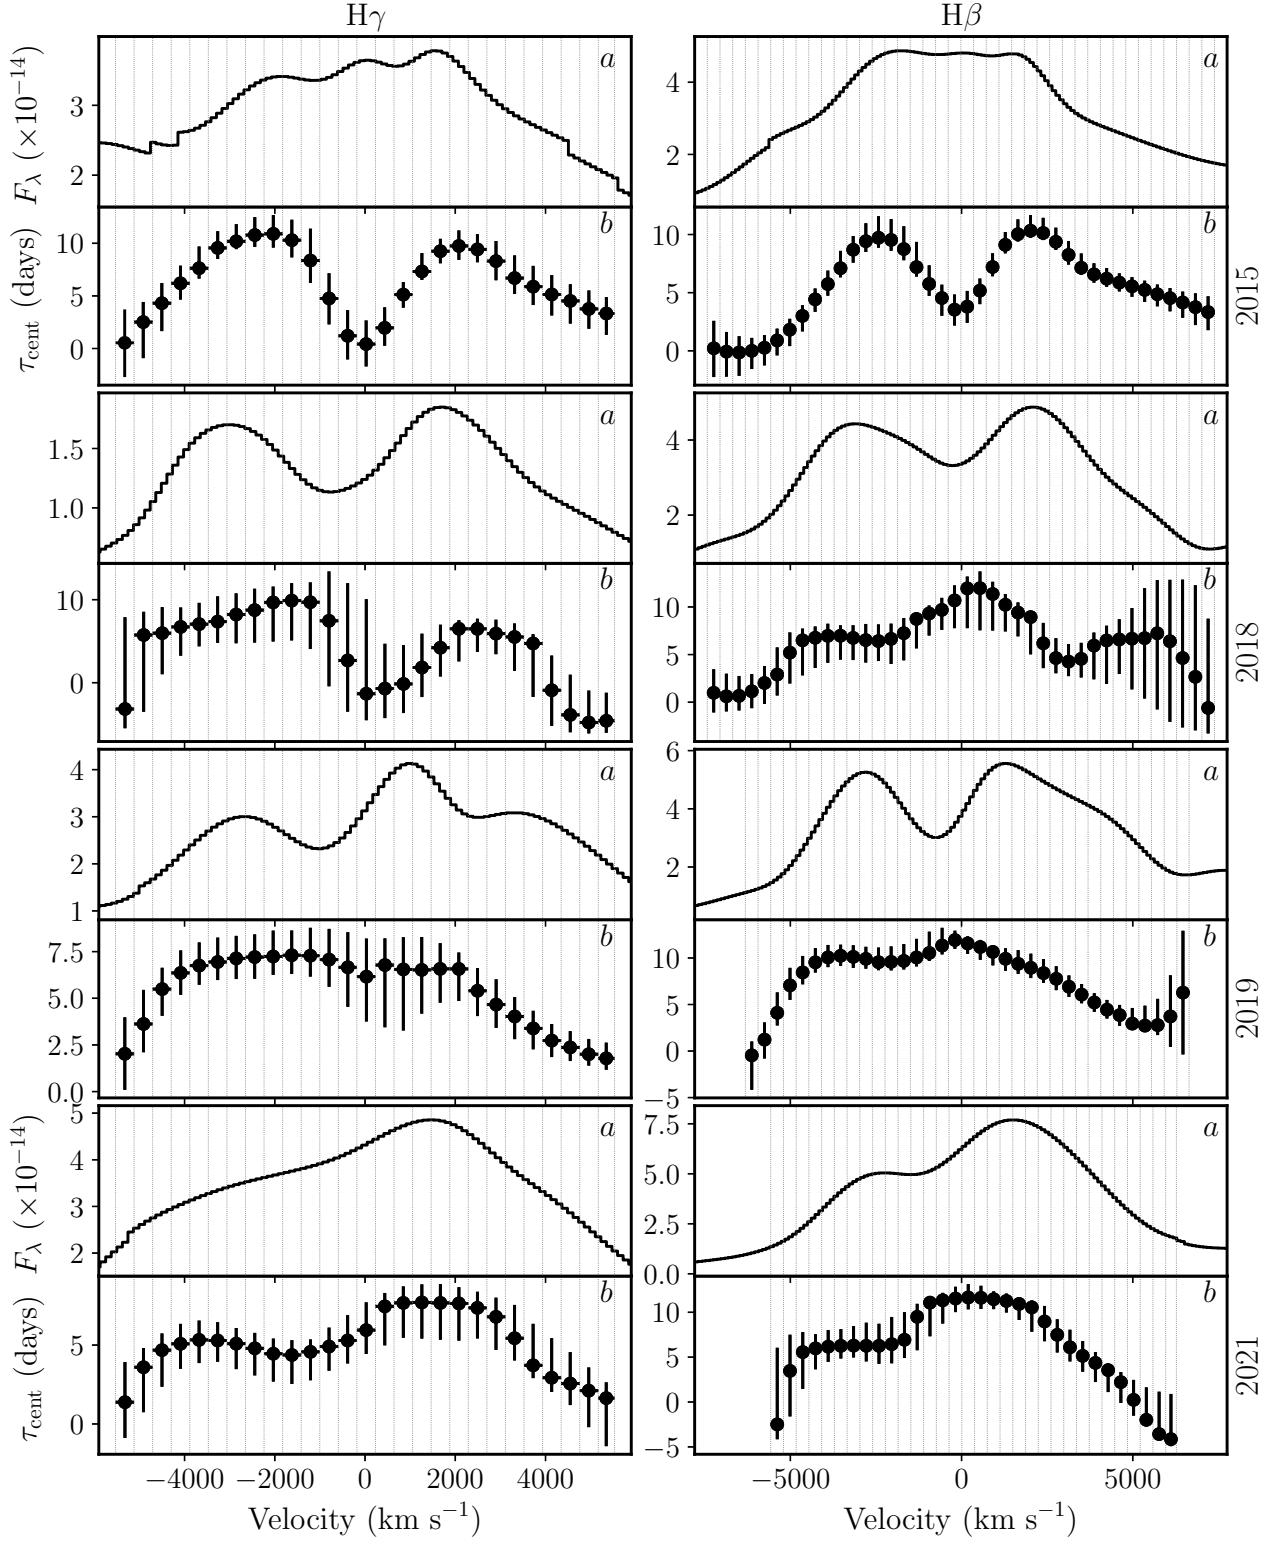 Hγ Hβ
a a
F_λ (×10^−14) 3 2 4 2
b b
τ_cent (days) 10 5 0 10 5 0 2015
a a
1.5 1.0 4 2
b b
10 0 10 5 0 2018
a a
4 3 2 1 6 4 2
b b
7.5 5.0 2.5 0.0 10 5 0 −5 2019
a a
F_λ (×10^−14) 5 4 3 2 7.5 5.0 2.5 0.0
b b
τ_cent (days) 5 0 10 5 0 −5 2021
−4000 −2000 0 2000 4000 −5000 0 5000
Velocity (km s^−1) Velocity (km s^−1)